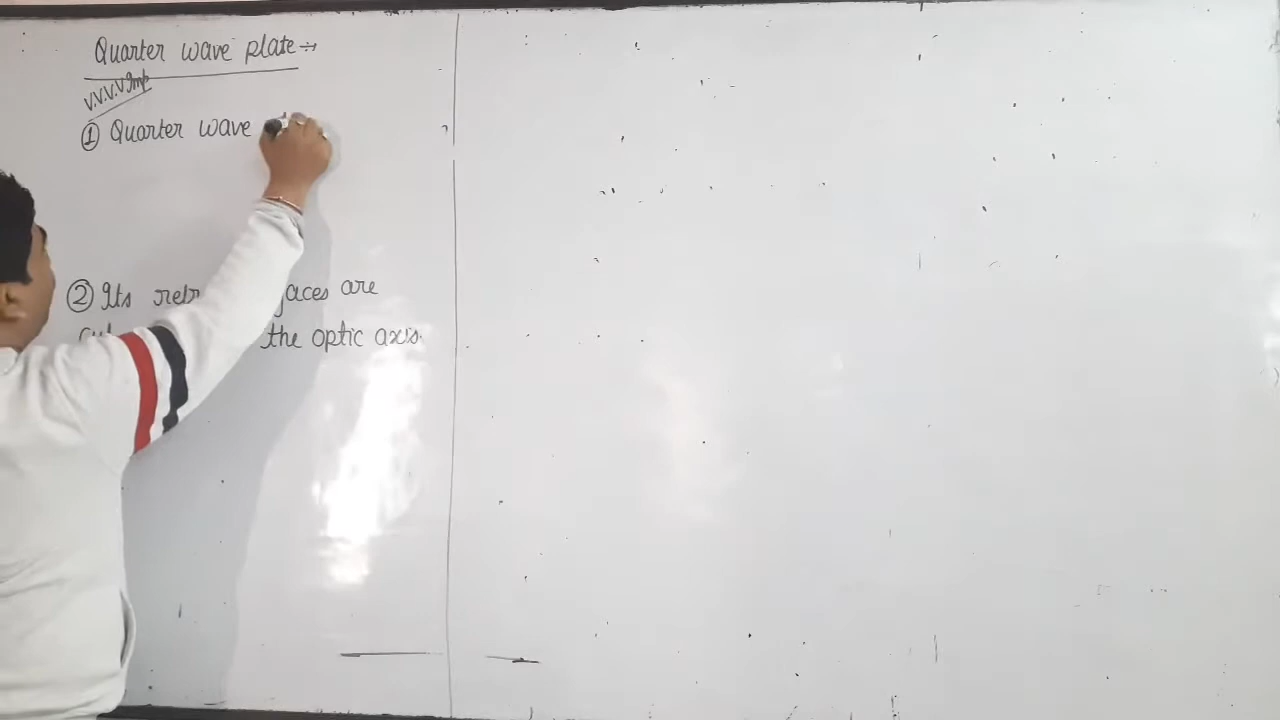 Quarter wave plate →
V.V.V.V Imp
① Quarter wave
② Its faces are
the optic axis.